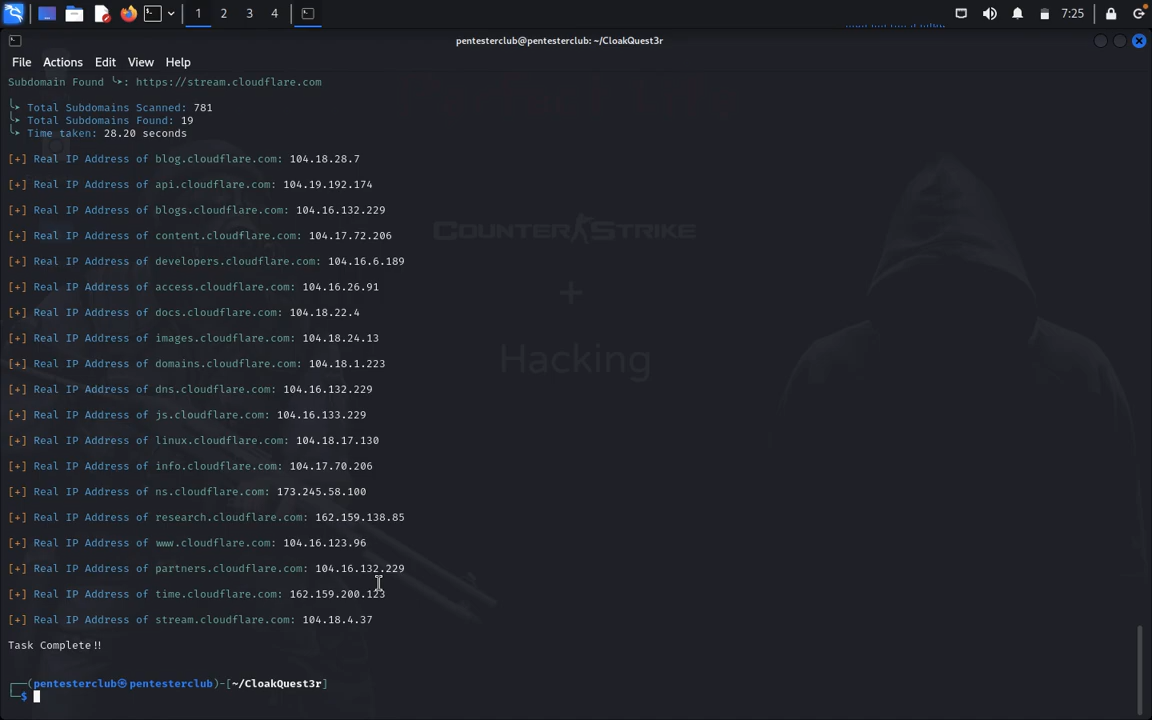 1
2
3
4
7:25
pentesterclub@pentesterclub: ~/CloakQuest3r
File Actions Edit View Help
Subdomain Found ╰➤: https://stream.cloudflare.com
╰➤ Total Subdomains Scanned: 781
╰➤ Total Subdomains Found: 19
╰➤ Time taken: 28.20 seconds
[+] Real IP Address of blog.cloudflare.com: 104.18.28.7
[+] Real IP Address of api.cloudflare.com: 104.19.192.174
[+] Real IP Address of blogs.cloudflare.com: 104.16.132.229
[+] Real IP Address of content.cloudflare.com: 104.17.72.206
[+] Real IP Address of developers.cloudflare.com: 104.16.6.189
[+] Real IP Address of access.cloudflare.com: 104.16.26.91
[+] Real IP Address of docs.cloudflare.com: 104.18.22.4
[+] Real IP Address of images.cloudflare.com: 104.18.24.13
[+] Real IP Address of domains.cloudflare.com: 104.18.1.223
[+] Real IP Address of dns.cloudflare.com: 104.16.132.229
[+] Real IP Address of js.cloudflare.com: 104.16.133.229
[+] Real IP Address of linux.cloudflare.com: 104.18.17.130
[+] Real IP Address of info.cloudflare.com: 104.17.70.206
[+] Real IP Address of ns.cloudflare.com: 173.245.58.100
[+] Real IP Address of research.cloudflare.com: 162.159.138.85
[+] Real IP Address of www.cloudflare.com: 104.16.123.96
[+] Real IP Address of partners.cloudflare.com: 104.16.132.229
[+] Real IP Address of time.cloudflare.com: 162.159.200.123
[+] Real IP Address of stream.cloudflare.com: 104.18.4.37
Task Complete!!
┌──(pentesterclub㉿pentesterclub)-[~/CloakQuest3r]
└─$
Counter Strike
+
Hacking